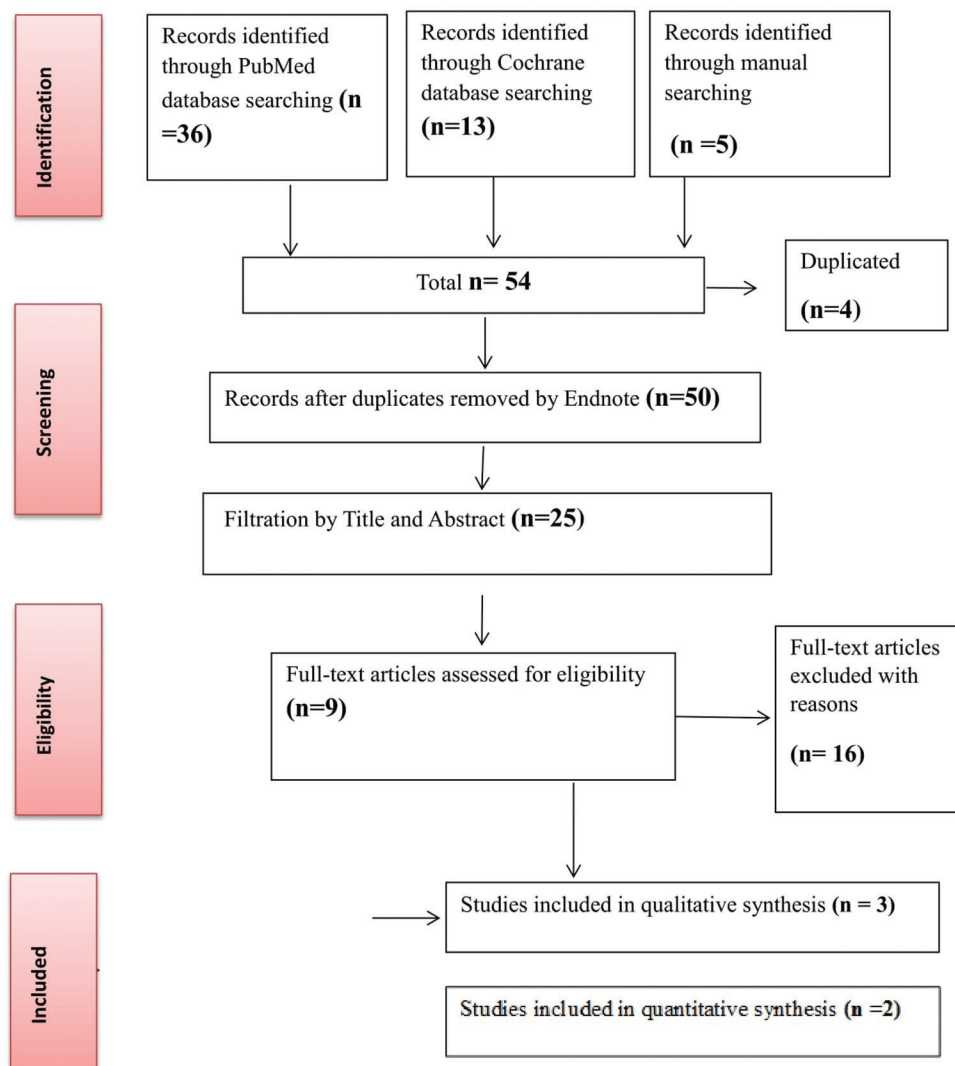 Identification
Records identified
through PubMed
database searching (n
=36)
Records identified
through Cochrane
database searching
(n=13)
Records identified
through manual
searching
(n =5)
Total n= 54
Duplicated
(n=4)
Screening
Records after duplicates removed by Endnote (n=50)
Filtration by Title and Abstract (n=25)
Eligibility
Full-text articles assessed for eligibility
(n=9)
Full-text articles
excluded with
reasons
(n= 16)
Included
Studies included in qualitative synthesis (n = 3)
Studies included in quantitative synthesis (n =2)